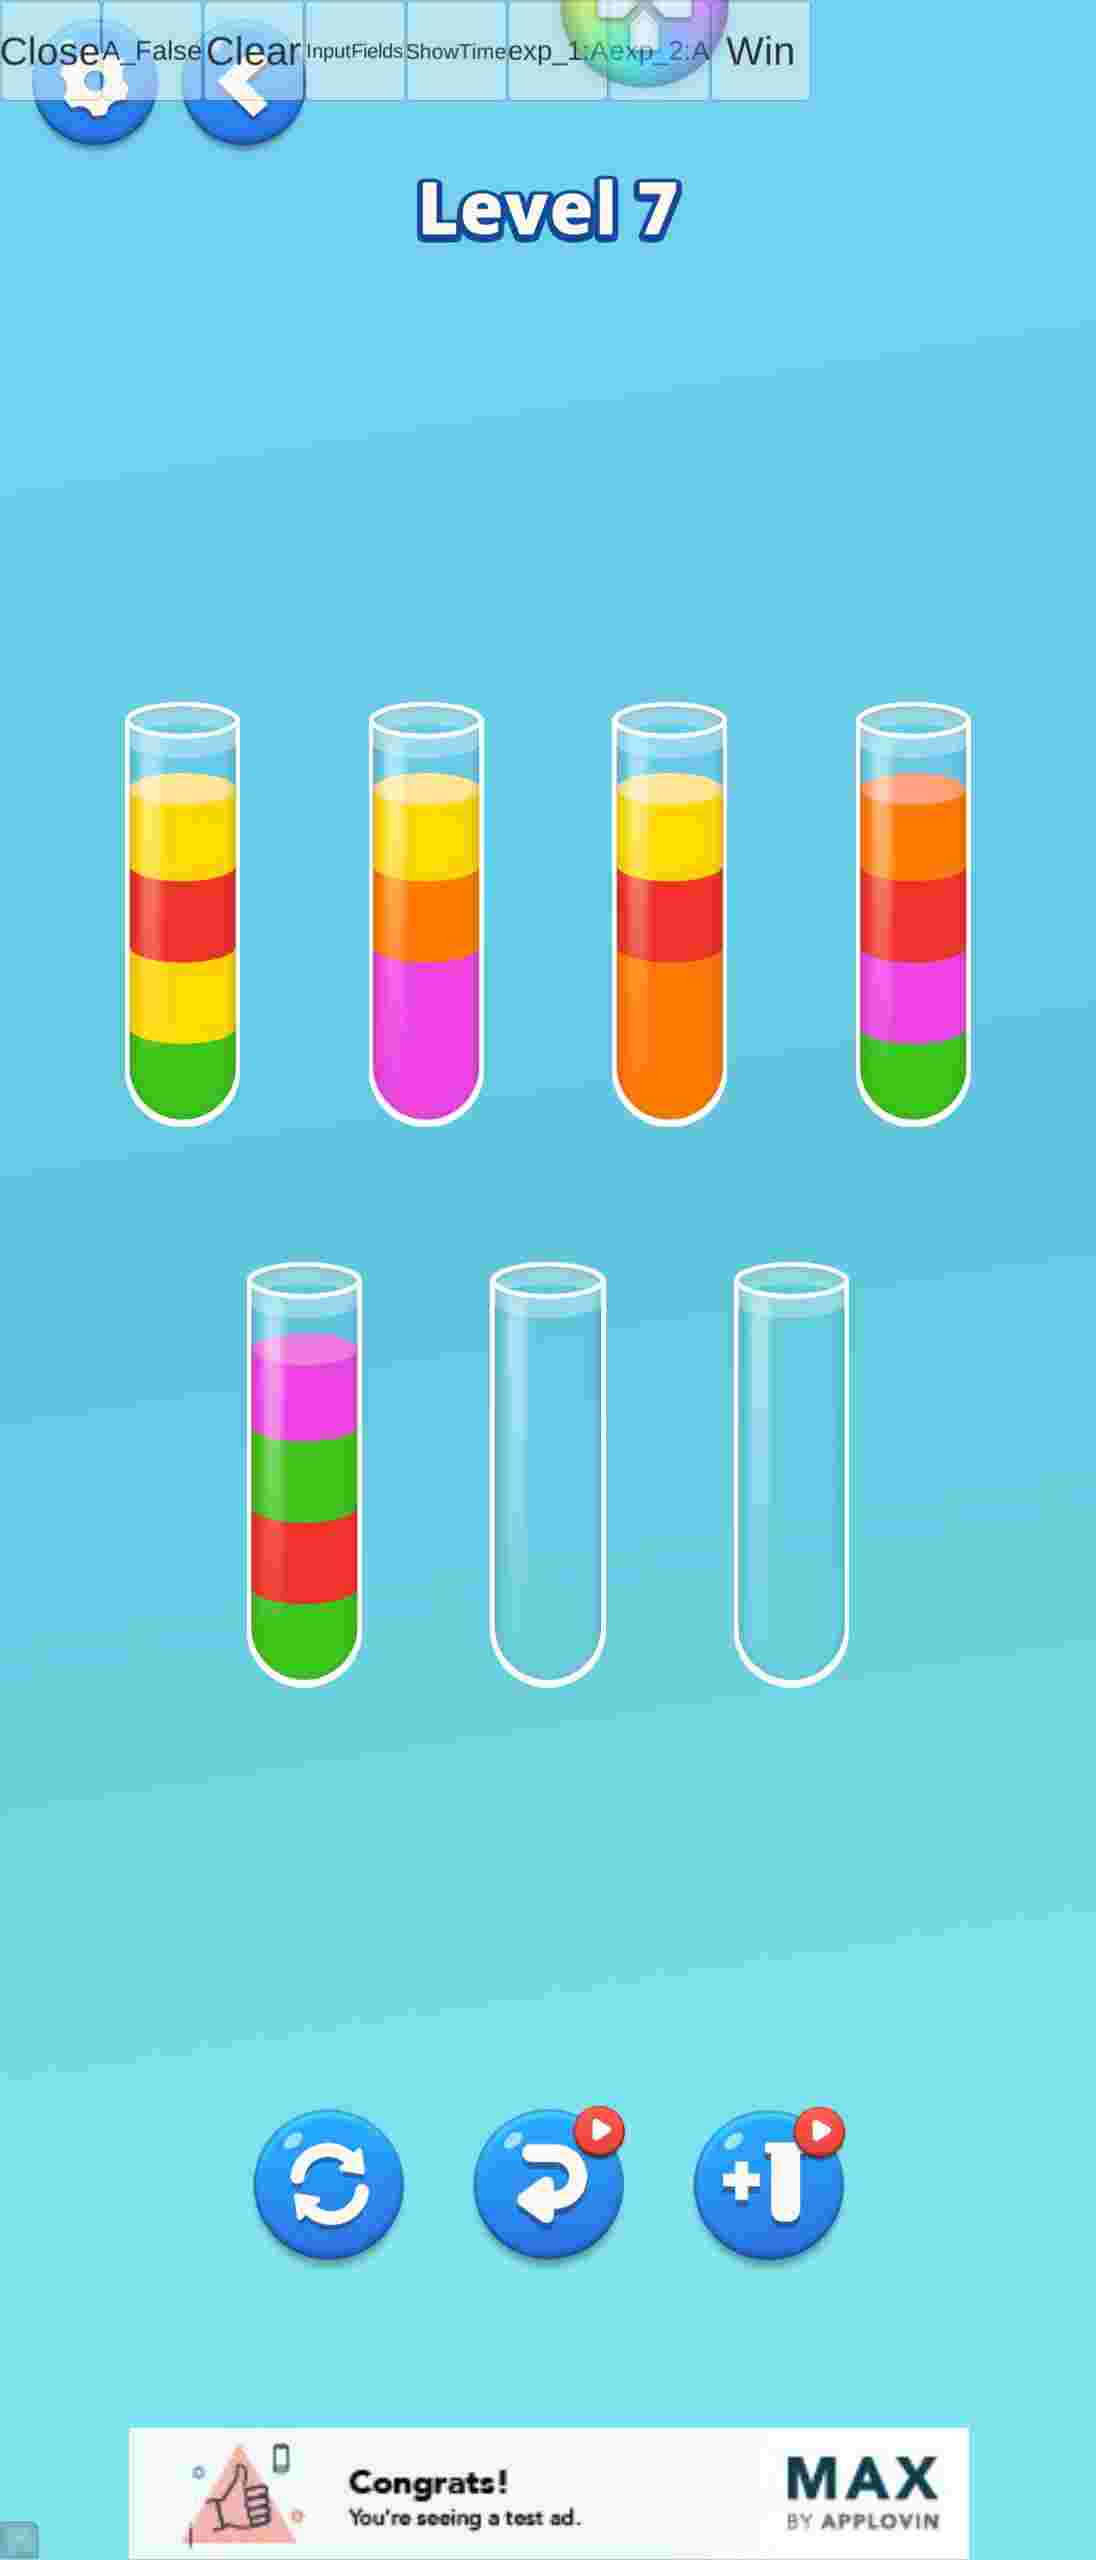 Close A_False Clear InputFields ShowTime exp_1:A exp_2:A Win
Level 7
+1
Congrats!
You're seeing a test ad.
MAX
BY APPLOVIN